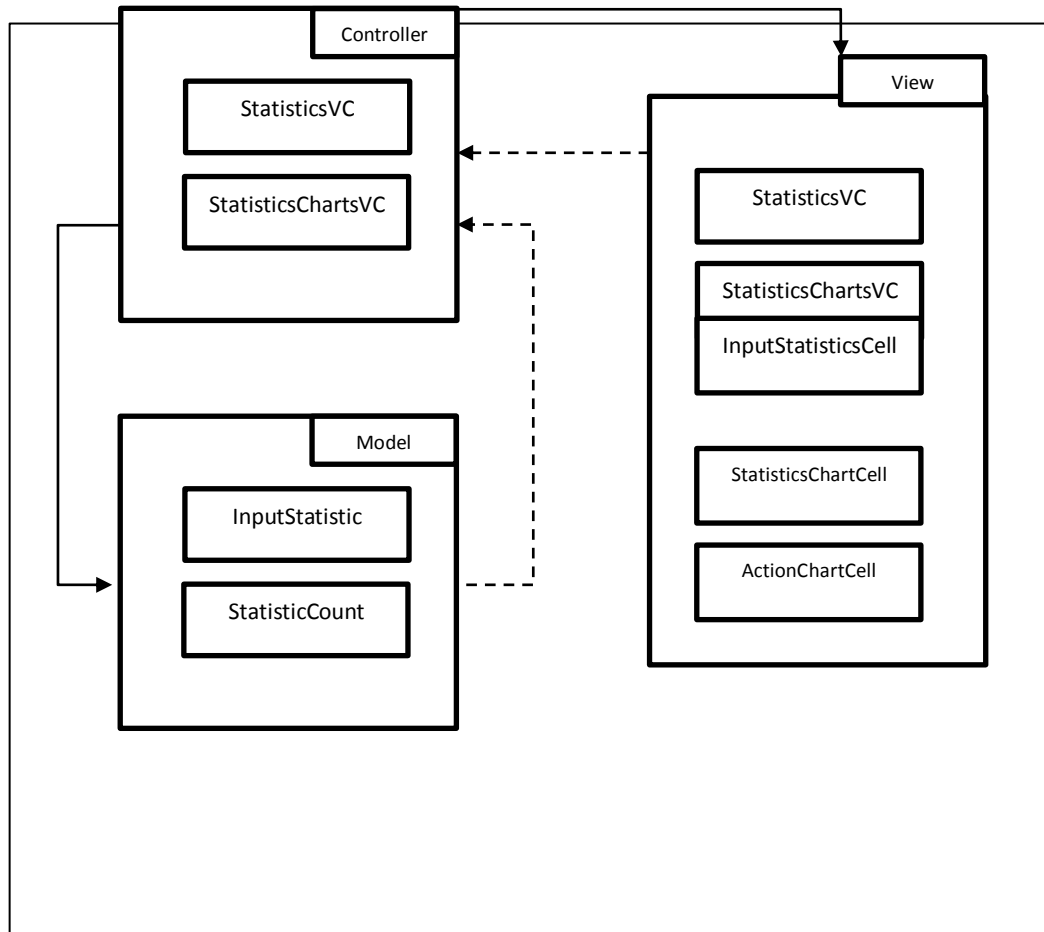 Controller
StatisticsVC
StatisticsChartsVC
Model
InputStatistic
StatisticCount
View
StatisticsVC
StatisticsChartsVC
InputStatisticsCell
StatisticsChartCell
ActionChartCell